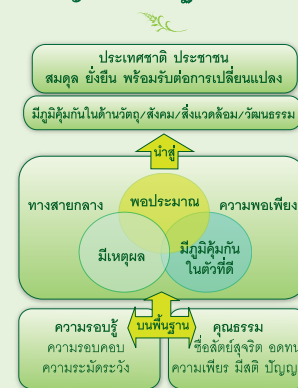 ประเทศชาติ ประชาชน
สมดุล ยั่งยืน พร้อมรับต่อการเปลี่ยนแปลง
มีภูมิคุ้มกันในด้านวัตถุ/สังคม/สิ่งแวดล้อม/วัฒนธรรม
นำสู่
ทางสายกลาง พอประมาณ ความพอเพียง
มีเหตุผล มีภูมิคุ้มกัน
ในตัวที่ดี
ความรอบรู้ บนพื้นฐาน คุณธรรม
ความรอบคอบ ซื่อสัตย์สุจริต อดทน
ความระมัดระวัง ความเพียร มีสติ ปัญญา